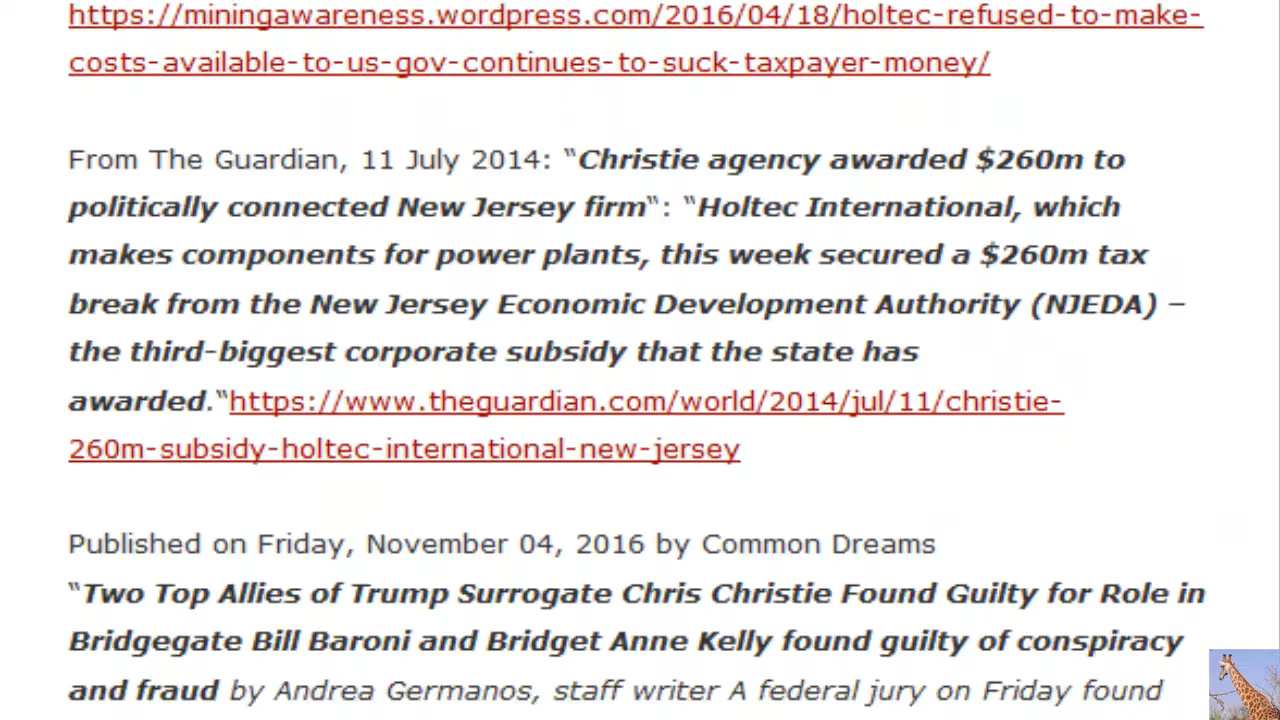 https://miningawareness.wordpress.com/2016/04/18/holtec-refused-to-make-
costs-available-to-us-gov-continues-to-suck-taxpayer-money/
From The Guardian, 11 July 2014: “Christie agency awarded $260m to
politically connected New Jersey firm“: “Holtec International, which
makes components for power plants, this week secured a $260m tax
break from the New Jersey Economic Development Authority (NJEDA) –
the third-biggest corporate subsidy that the state has
awarded.“https://www.theguardian.com/world/2014/jul/11/christie-
260m-subsidy-holtec-international-new-jersey
Published on Friday, November 04, 2016 by Common Dreams
“Two Top Allies of Trump Surrogate Chris Christie Found Guilty for Role in
Bridgegate Bill Baroni and Bridget Anne Kelly found guilty of conspiracy
and fraud by Andrea Germanos, staff writer A federal jury on Friday found